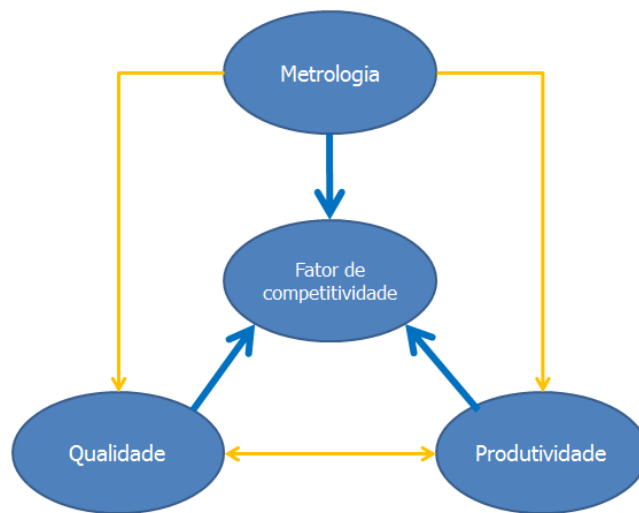 Metrologia
Fator de
competitividade
Qualidade
Produtividade